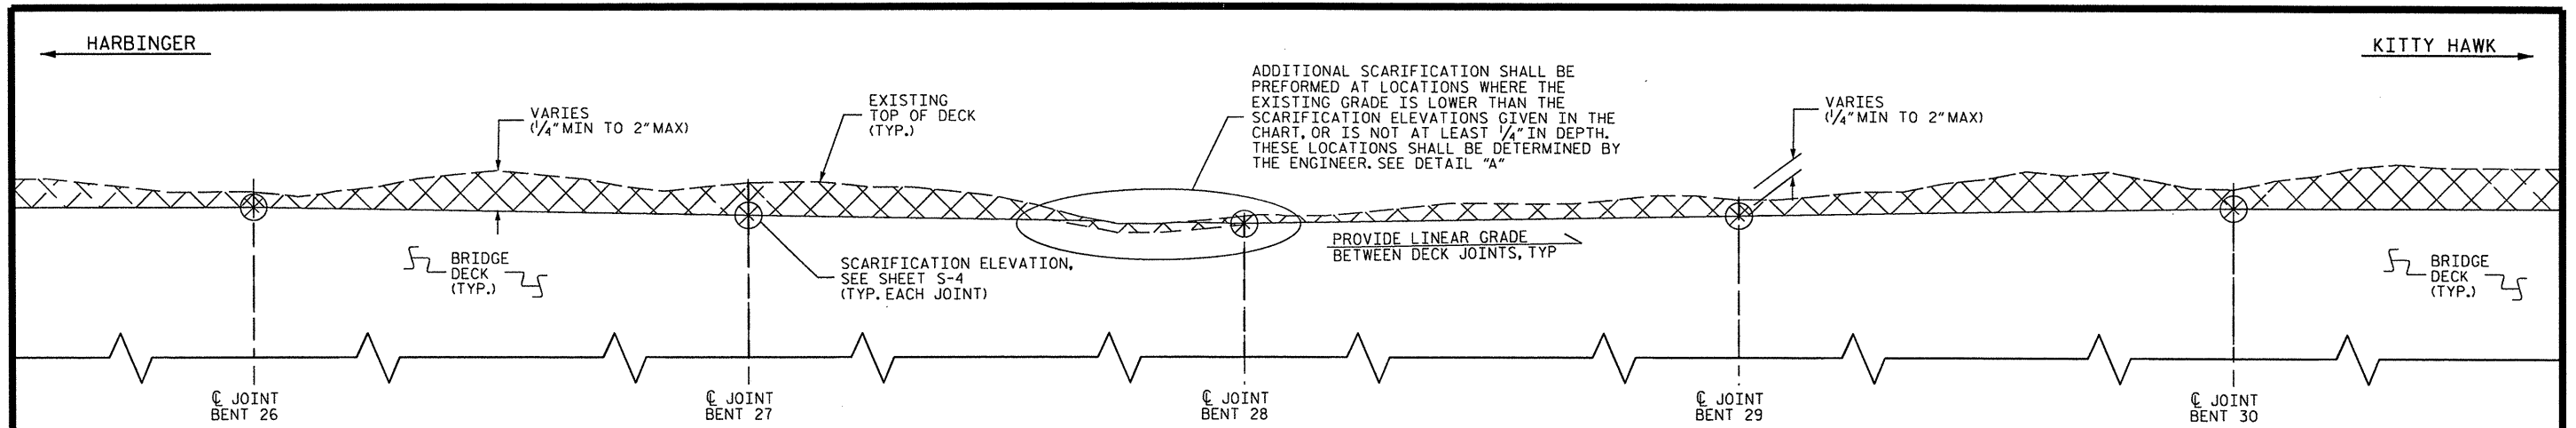 HARBINGER
KITTY HAWK
VARIES
(1/4" MIN TO 2" MAX)
EXISTING
TOP OF DECK
(TYP.)
ADDITIONAL SCARIFICATION SHALL BE
PREFORMED AT LOCATIONS WHERE THE
EXISTING GRADE IS LOWER THAN THE
SCARIFICATION ELEVATIONS GIVEN IN THE
CHART, OR IS NOT AT LEAST 1/4" IN DEPTH.
THESE LOCATIONS SHALL BE DETERMINED BY
THE ENGINEER. SEE DETAIL "A"
VARIES
(1/4" MIN TO 2" MAX)
BRIDGE
DECK
(TYP.)
SCARIFICATION ELEVATION,
SEE SHEET S-4
(TYP. EACH JOINT)
PROVIDE LINEAR GRADE
BETWEEN DECK JOINTS, TYP
BRIDGE
DECK
(TYP.)
℄ JOINT
BENT 26
℄ JOINT
BENT 27
℄ JOINT
BENT 28
℄ JOINT
BENT 29
℄ JOINT
BENT 30